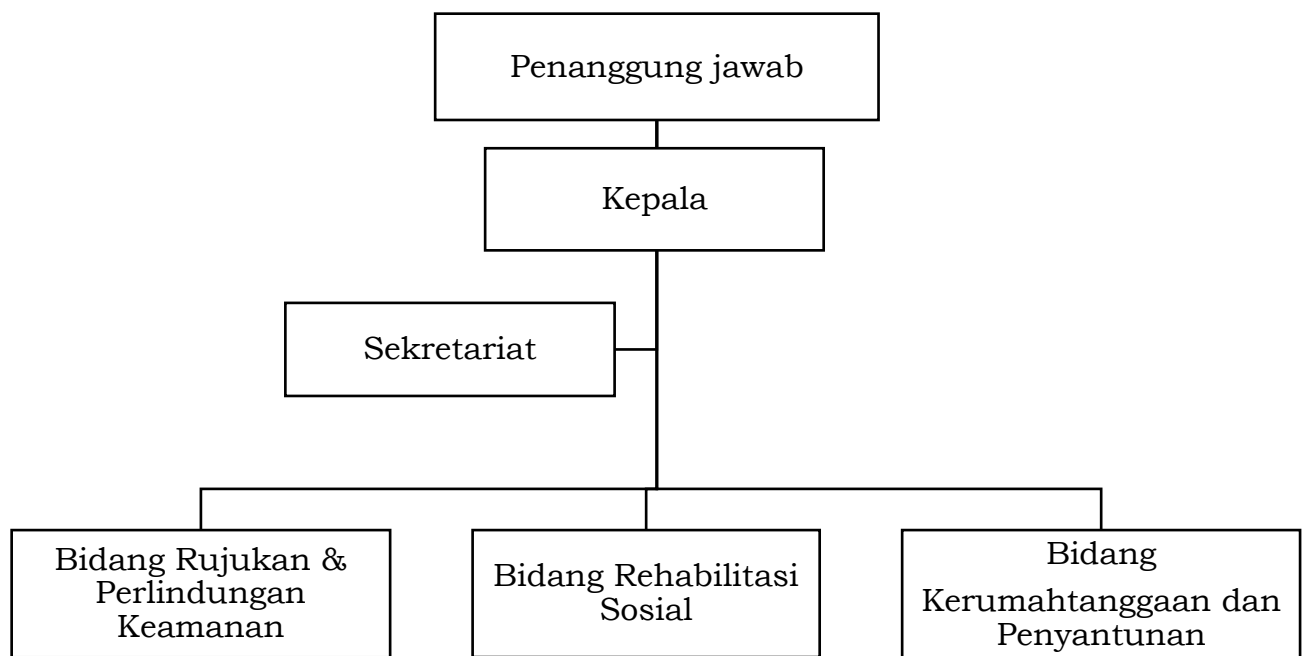 Penanggung jawab
Kepala
Sekretariat
Bidang Rujukan &
Perlindungan
Keamanan
Bidang Rehabilitasi
Sosial
Bidang
Kerumahtanggaan dan
Penyantunan